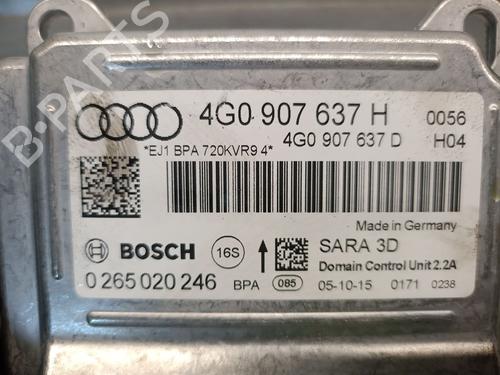 4G0 907 637 H 0056
4G0 907 637 D H04
*EJ1 BPA 720KVR9 4*
Made in Germany
BOSCH 16S SARA 3D
Domain Control Unit 2.2A
0 265 020 246 BPA 085 05-10-15 0171 0238
B-PARTS